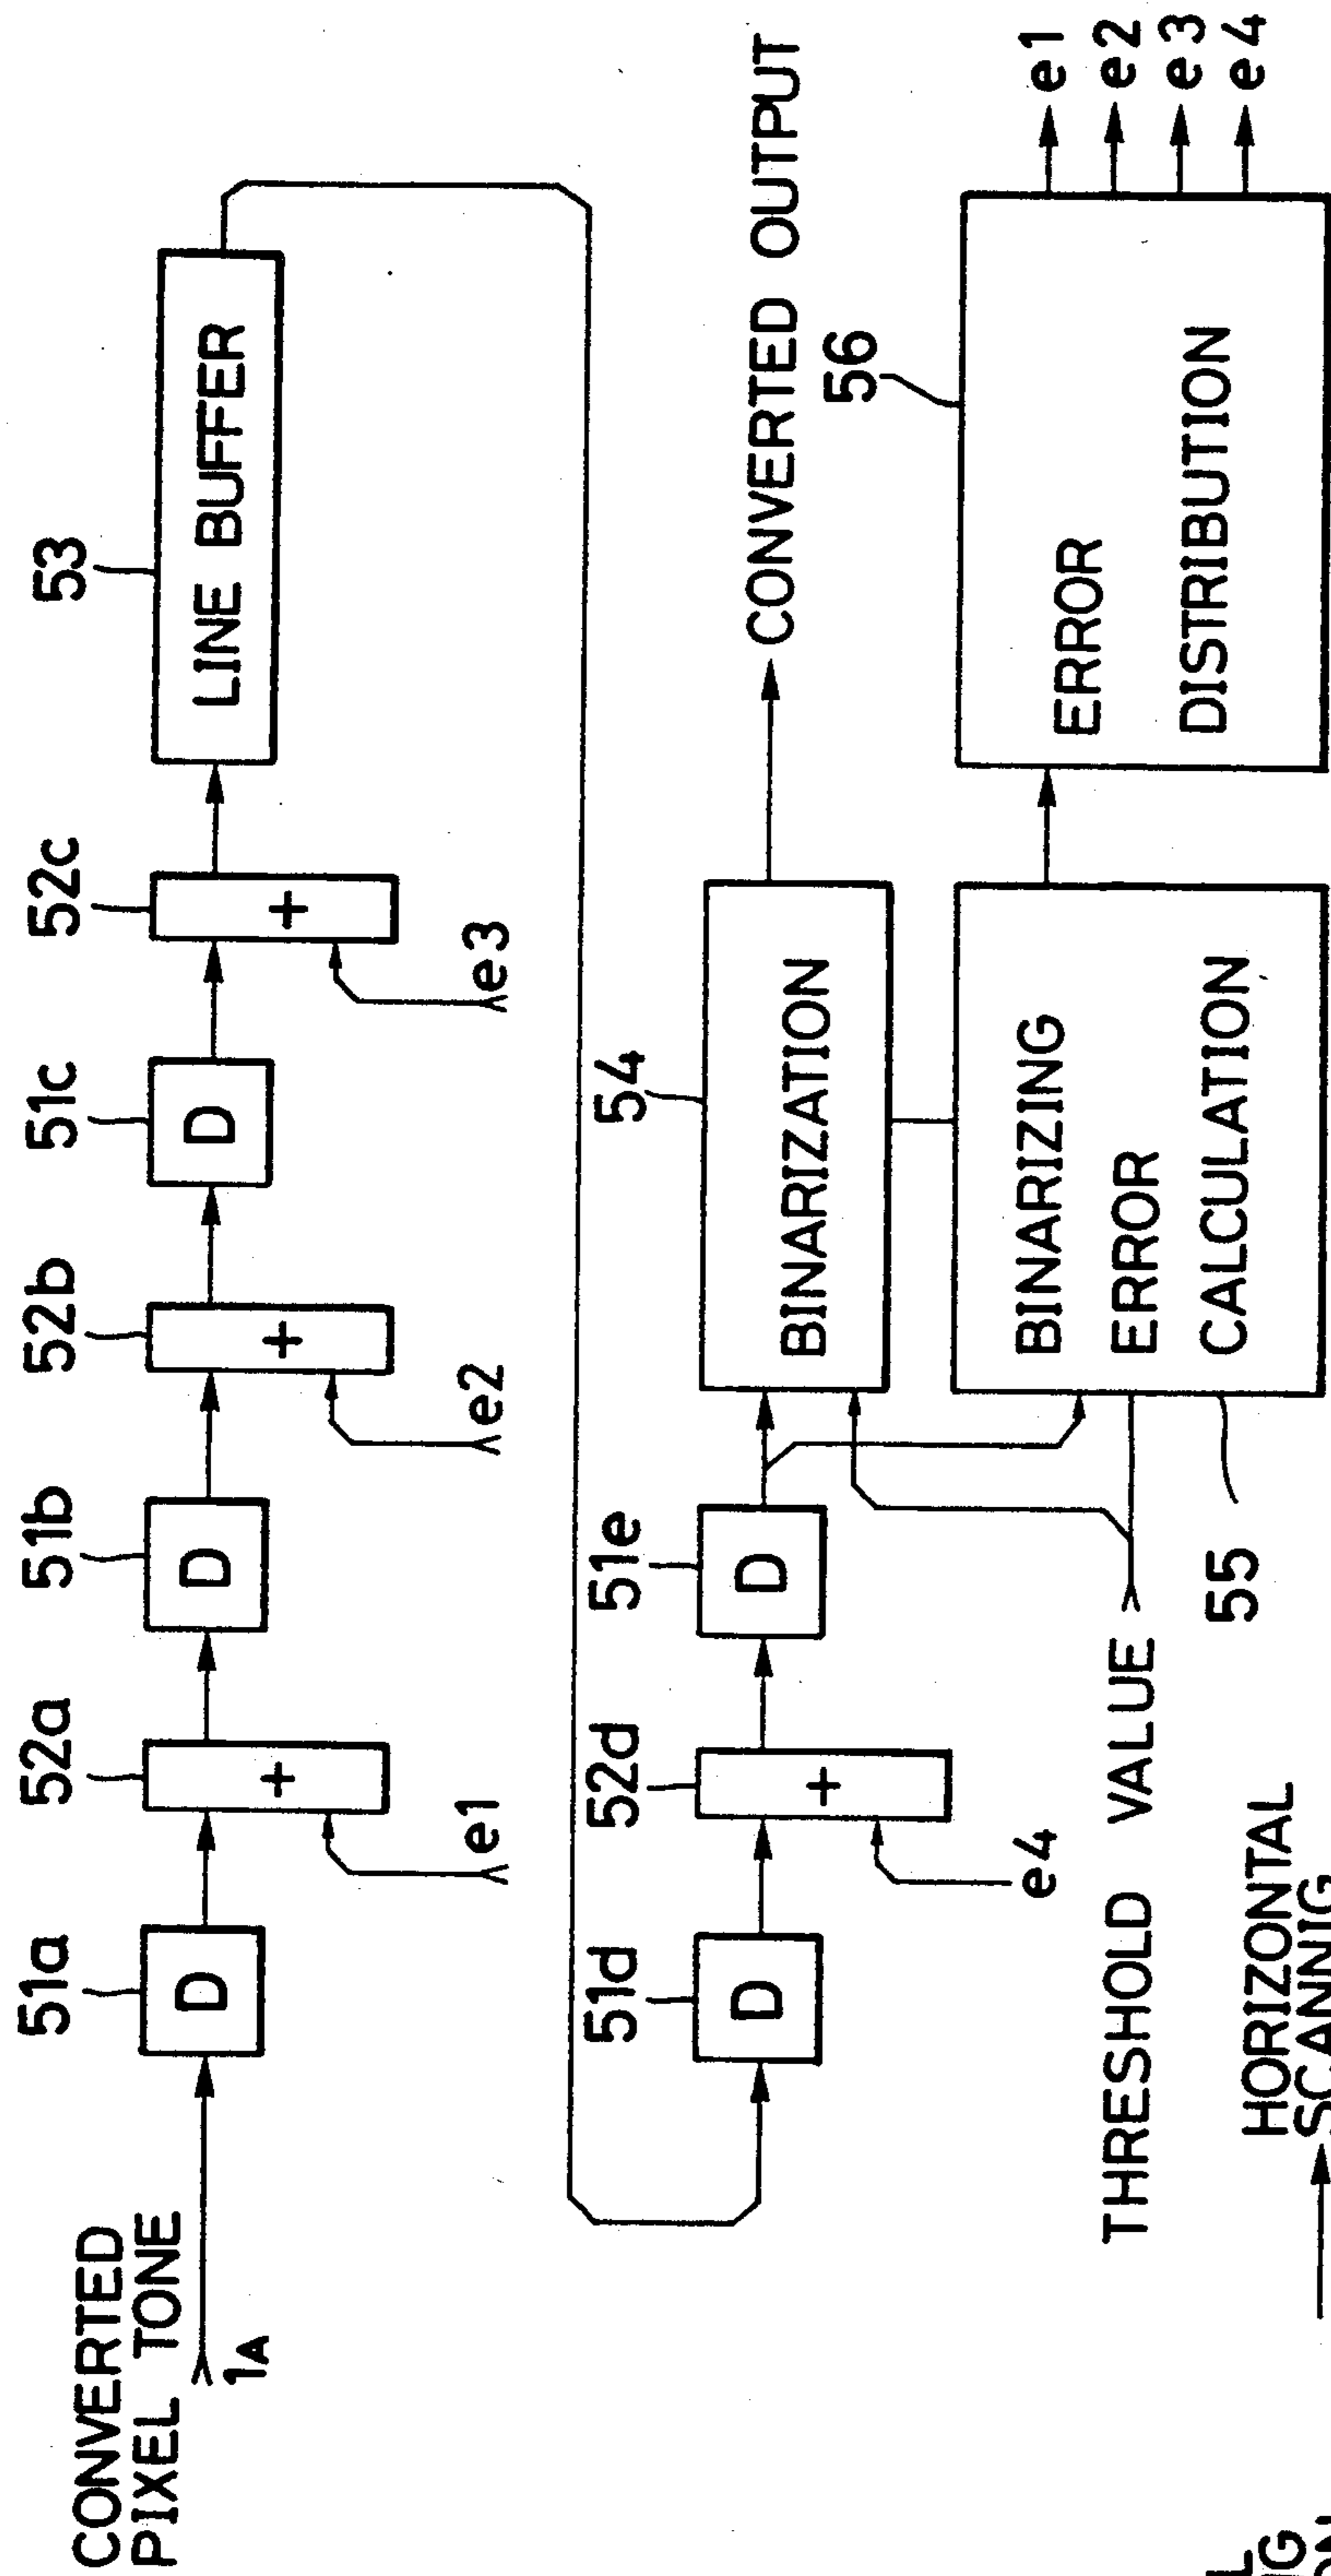 CONVERTED
PIXEL TONE
1A
51a
D
52a
+
e1
51b
D
52b
+
e2
51c
D
52c
+
e3
53
LINE BUFFER
51d
D
52d
+
e4
51e
D
54
BINARIZATION
CONVERTED OUTPUT
THRESHOLD VALUE
55
BINARIZING
ERROR
CALCULATION
56
ERROR
DISTRIBUTION
e1
e2
e3
e4
HORIZONTAL
SCANNIG